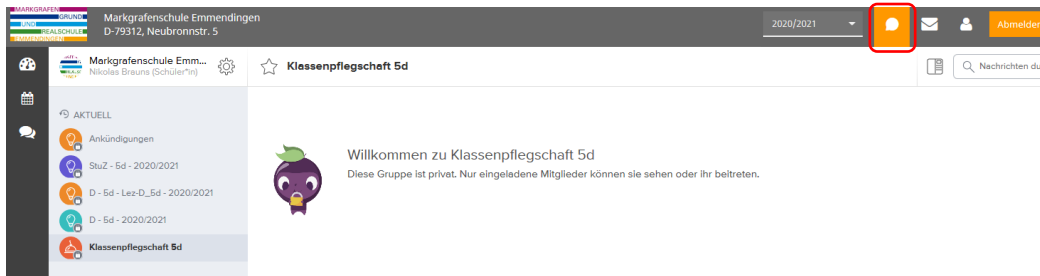 MARKGRAFEN
GRUND
UND
REALSCHULE
EMMENDINGEN
Markgrafenschule Emmendingen
D-79312, Neubronnstr. 5
2020/2021
Abmelden
Markgrafenschule Emm...
Nikolas Brauns (Schüler*in)
Klassenpflegschaft 5d
Nachrichten du
AKTUELL
Ankündigungen
StuZ - 5d - 2020/2021
D - 5d - Lez-D_5d - 2020/2021
D - 5d - 2020/2021
Klassenpflegschaft 5d
Willkommen zu Klassenpflegschaft 5d
Diese Gruppe ist privat. Nur eingeladene Mitglieder können sie sehen oder ihr beitreten.